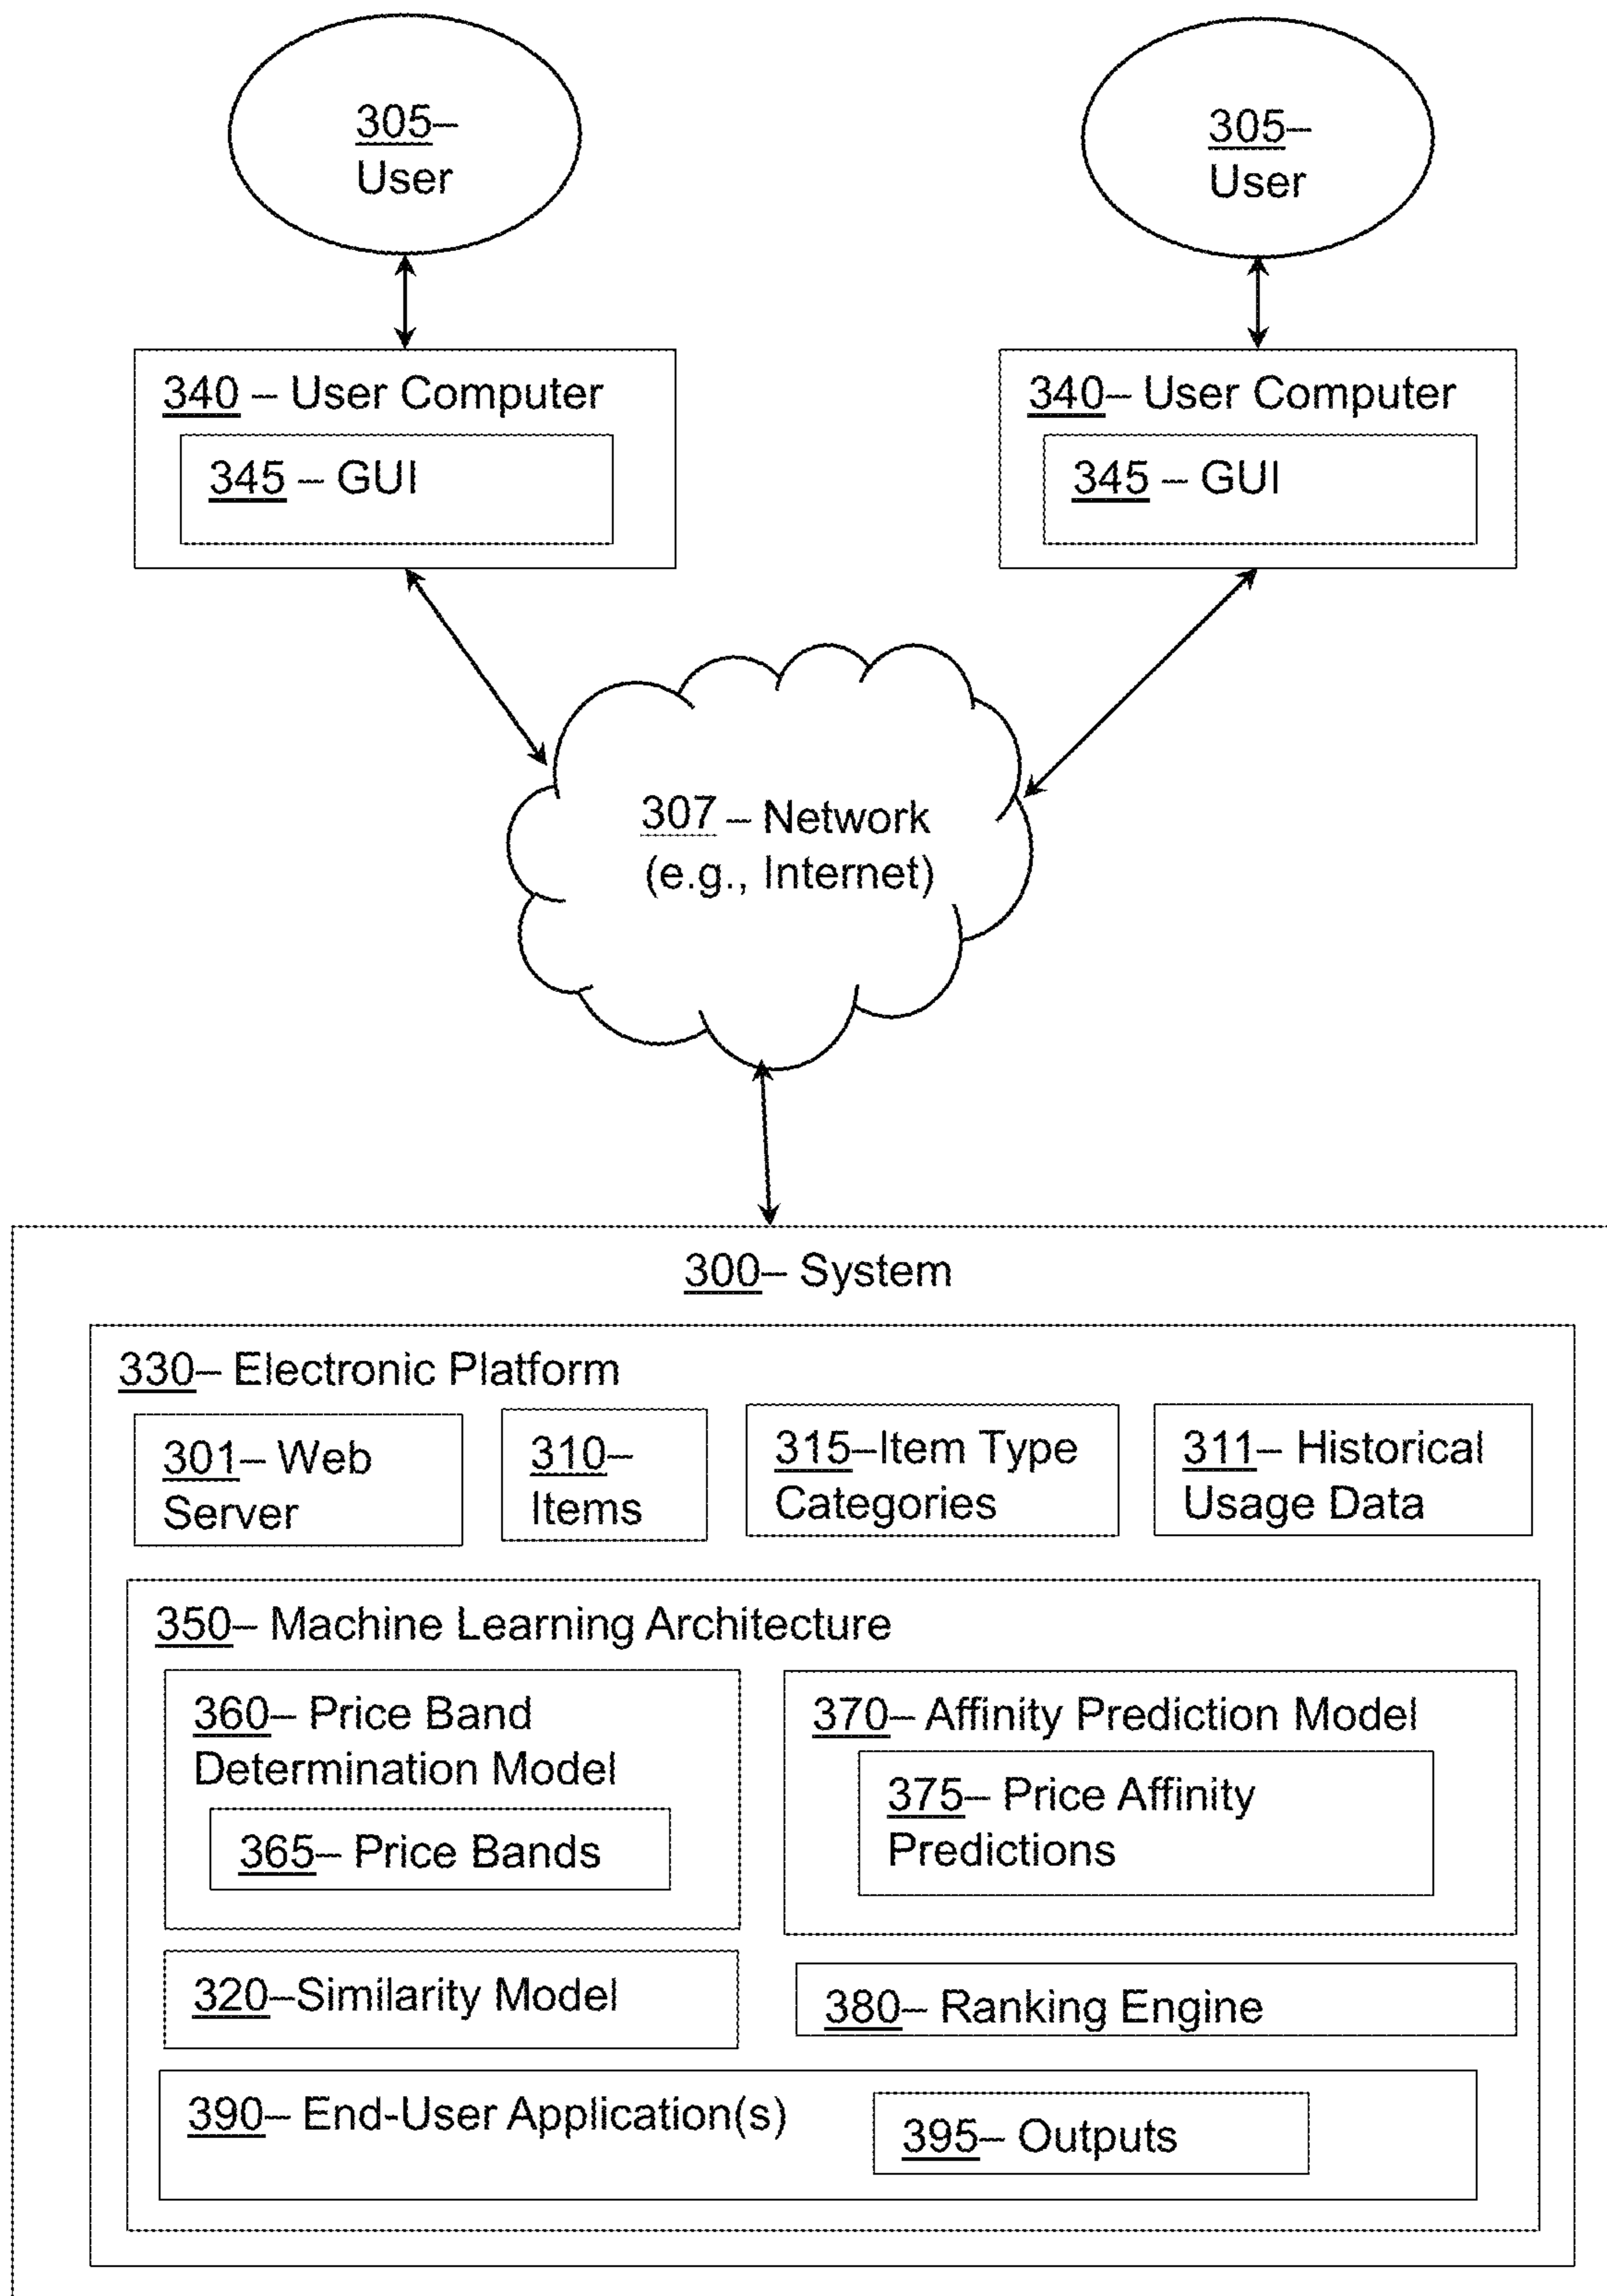 305–
User
305–
User
340 – User Computer
345 – GUI
340– User Computer
345 – GUI
307 – Network
(e.g., Internet)
300– System
330– Electronic Platform
301– Web
Server
310–
Items
315–Item Type
Categories
311– Historical
Usage Data
350– Machine Learning Architecture
360– Price Band
Determination Model
365– Price Bands
370– Affinity Prediction Model
375– Price Affinity
Predictions
320–Similarity Model
380– Ranking Engine
390– End-User Application(s)
395– Outputs